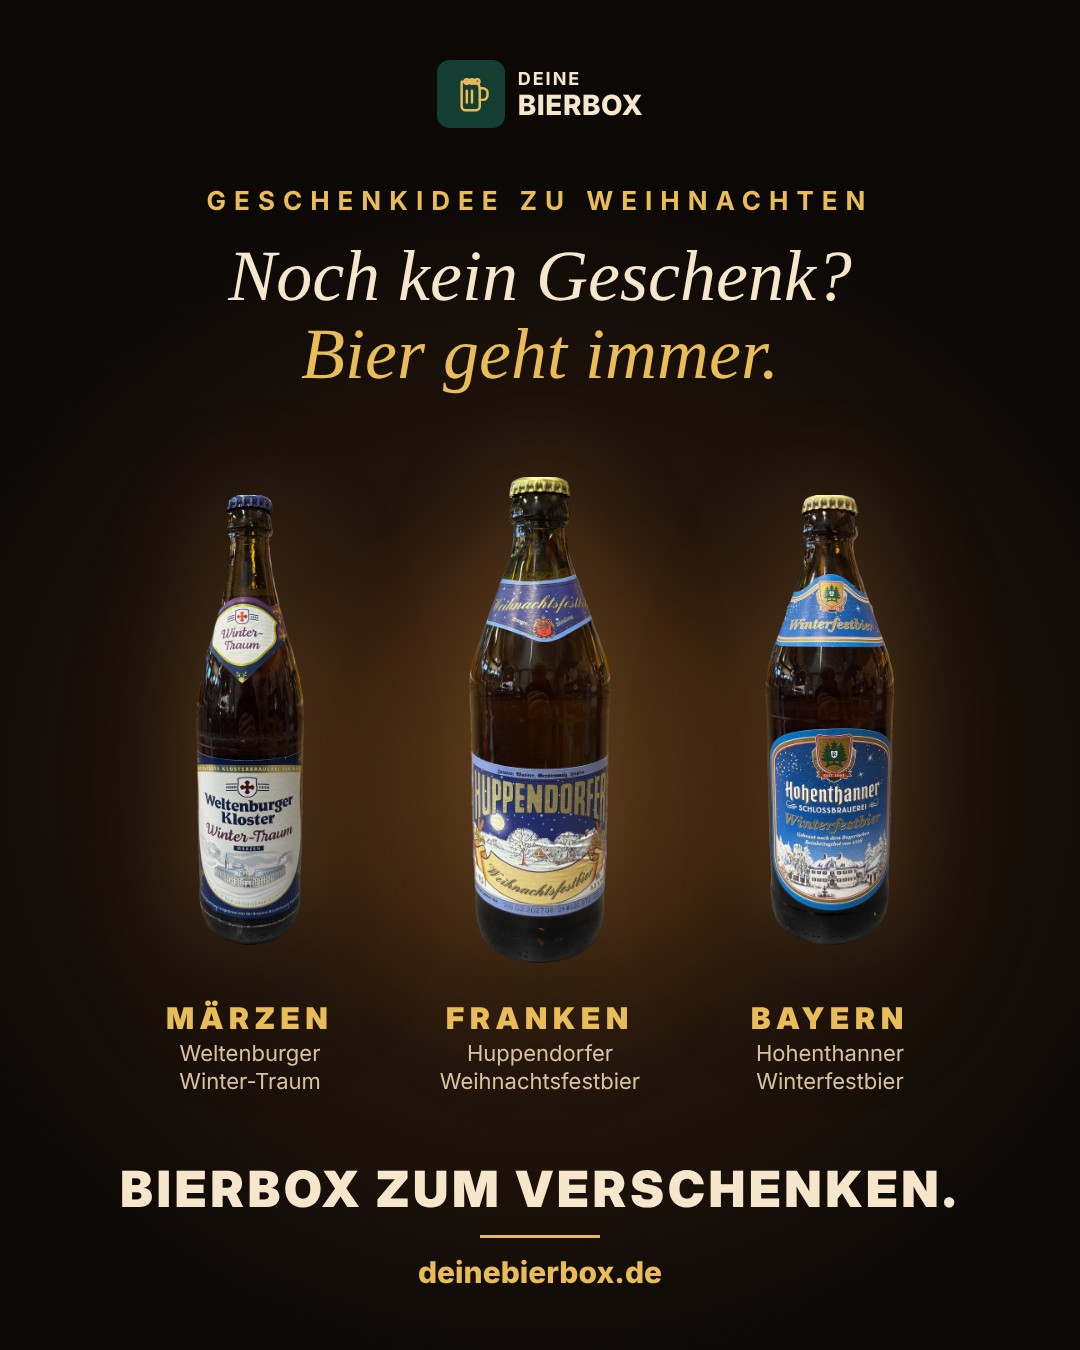 DEINE
BIERBOX
GESCHENKIDEE ZU WEIHNACHTEN
Noch kein Geschenk?
Bier geht immer.
Winter-
Traum
Weltenburger
Kloster
Winter-Traum
MÄRZEN
Weihnachtsfestbier
HUPPENDORFER
Weihnachtsfestbier
Winterfestbier
Hohenthanner
SCHLOSSBRAUEREI
Winterfestbier
MÄRZEN
Weltenburger
Winter-Traum
FRANKEN
Huppendorfer
Weihnachtsfestbier
BAYERN
Hohenthanner
Winterfestbier
BIERBOX ZUM VERSCHENKEN.
deinebierbox.de